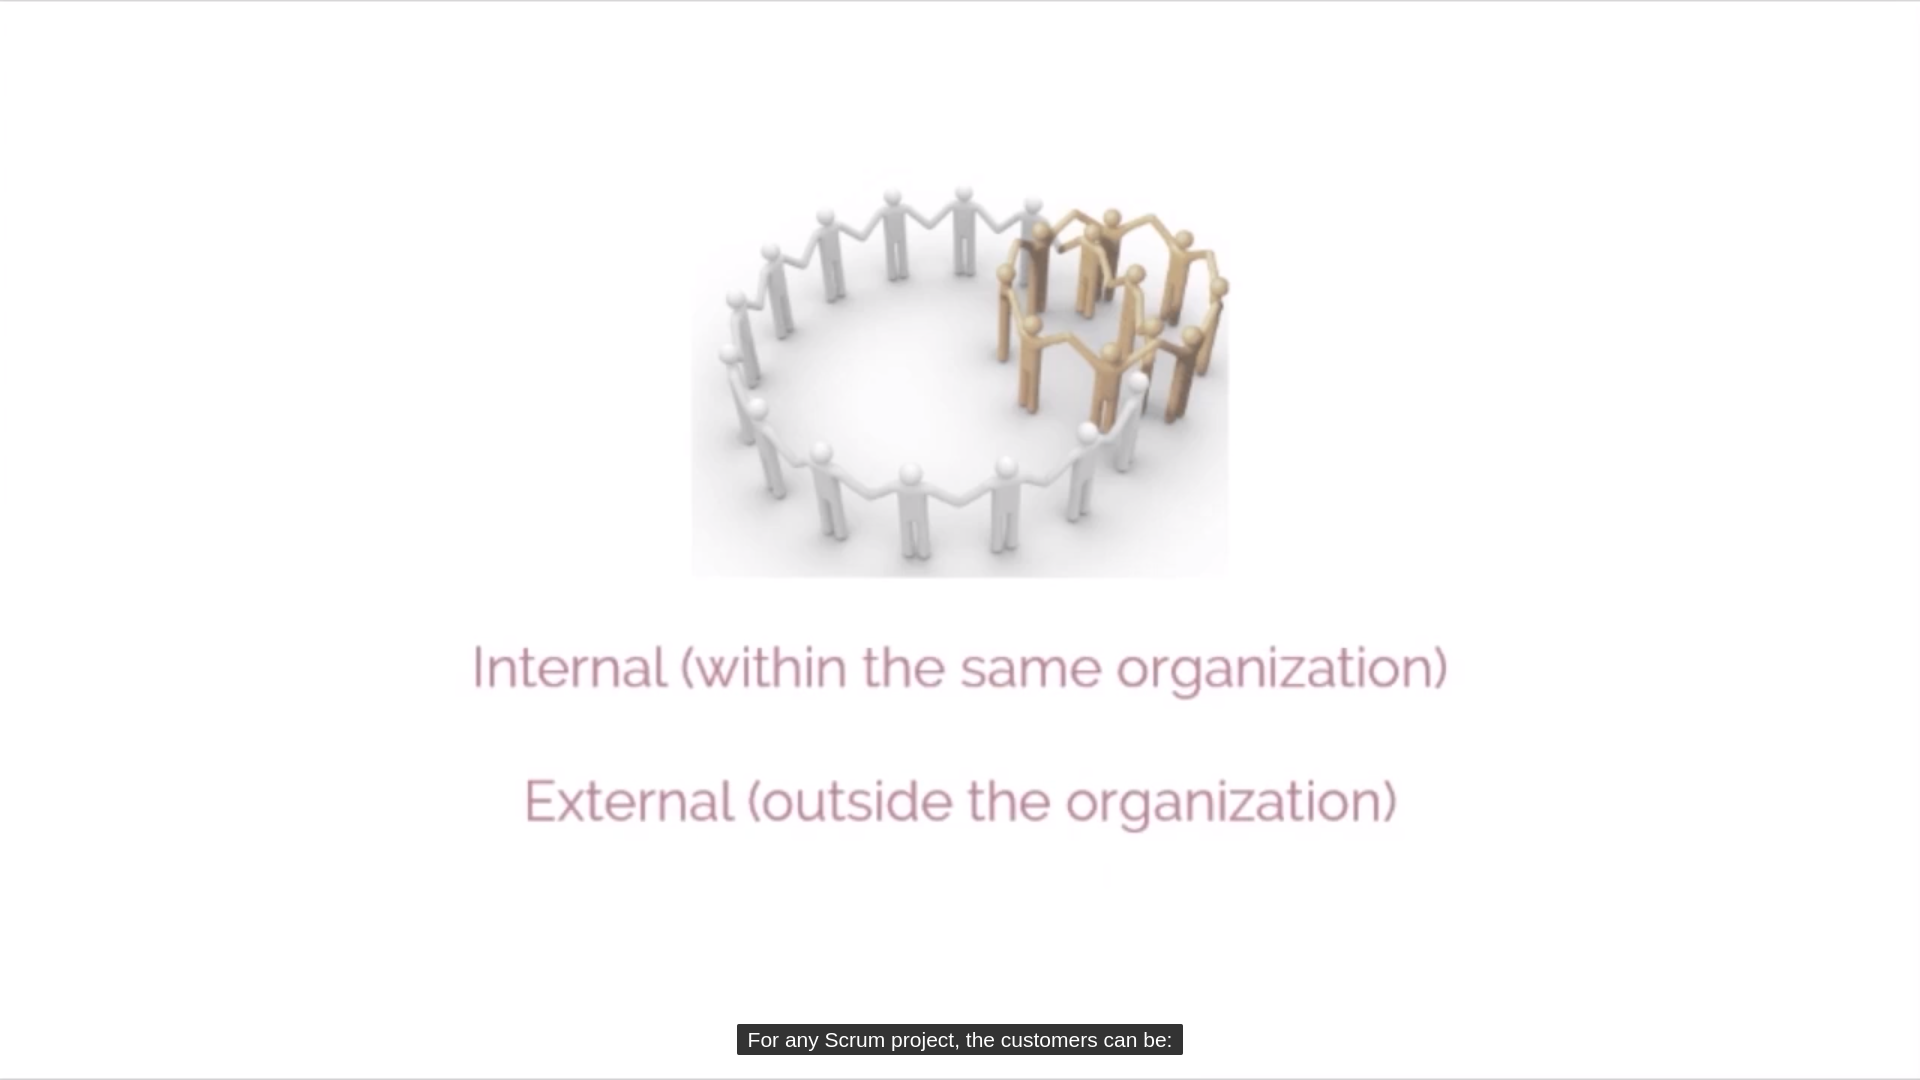 Internal (within the same organization)
External (outside the organization)
For any Scrum project, the customers can be: